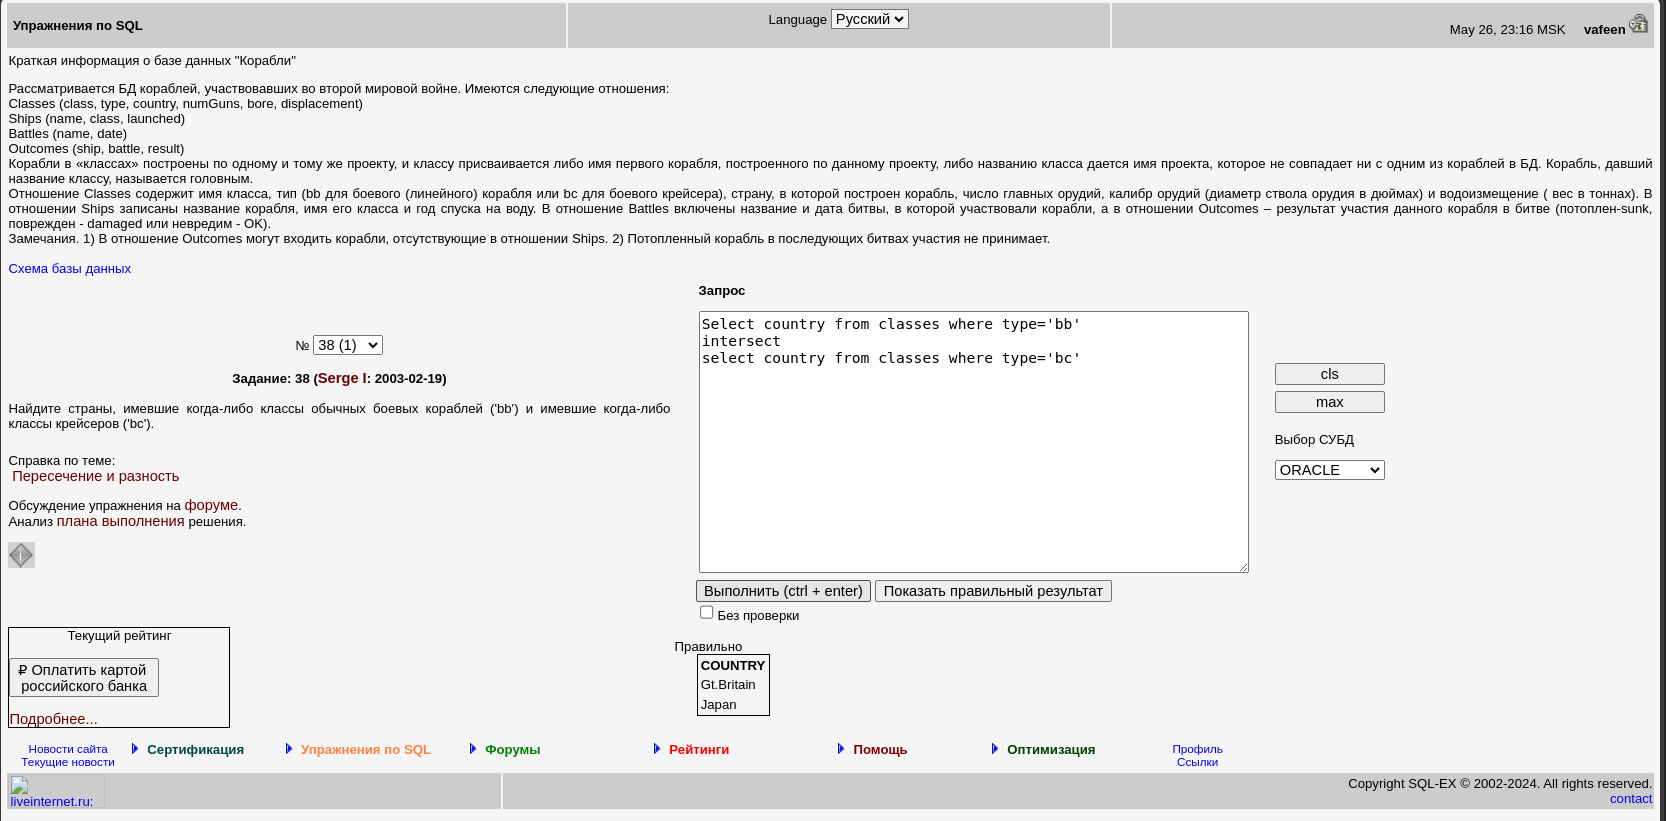 Упражнения по SQL
Language Русский
May 26, 23:16 MSK vafeen
Краткая информация о базе данных "Корабли"
Рассматривается БД кораблей, участвовавших во второй мировой войне. Имеются следующие отношения:
Classes (class, type, country, numGuns, bore, displacement)
Ships (name, class, launched)
Battles (name, date)
Outcomes (ship, battle, result)
Корабли в «классах» построены по одному и тому же проекту, и классу присваивается либо имя первого корабля, построенного по данному проекту, либо названию класса дается имя проекта, которое не совпадает ни с одним из кораблей в БД. Корабль, давший
название классу, называется головным.
Отношение Classes содержит имя класса, тип (bb для боевого (линейного) корабля или bc для боевого крейсера), страну, в которой построен корабль, число главных орудий, калибр орудий (диаметр ствола орудия в дюймах) и водоизмещение ( вес в тоннах). В
отношении Ships записаны название корабля, имя его класса и год спуска на воду. В отношение Battles включены название и дата битвы, в которой участвовали корабли, а в отношении Outcomes – результат участия данного корабля в битве (потоплен-sunk,
поврежден - damaged или невредим - OK).
Замечания. 1) В отношение Outcomes могут входить корабли, отсутствующие в отношении Ships. 2) Потопленный корабль в последующих битвах участия не принимает.
Схема базы данных
№ 38 (1)
Задание: 38 (Serge I: 2003-02-19)
Найдите страны, имевшие когда-либо классы обычных боевых кораблей ('bb') и имевшие когда-либо
классы крейсеров ('bc').
Справка по теме:
Пересечение и разность
Обсуждение упражнения на форуме.
Анализ плана выполнения решения.
Запрос
Select country from classes where type='bb'
intersect
select country from classes where type='bc'
cls
max
Выбор СУБД
ORACLE
Выполнить (ctrl + enter) Показать правильный результат
Без проверки
Текущий рейтинг
₽ Оплатить картой
российского банка
Подробнее...
Правильно
COUNTRY
Gt.Britain
Japan
Новости сайта
Текущие новости
Сертификация
Упражнения по SQL
Форумы
Рейтинги
Помощь
Оптимизация
Профиль
Ссылки
liveinternet.ru:
Copyright SQL-EX © 2002-2024. All rights reserved.
contact